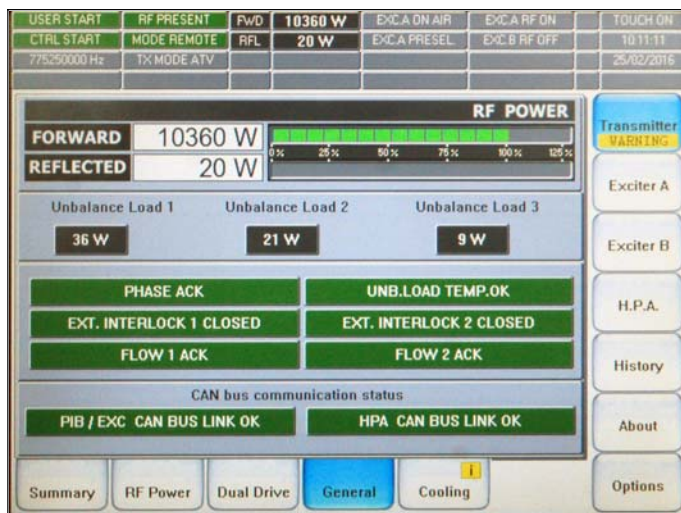 USER START RF PRESENT FWD 10360 W EXC.A ON AIR EXC.A RF ON TOUCH ON
CTRL START MODE REMOTE RFL 20 W EXC.A PRESEL EXC.B RF OFF 10:11:11
775250000 Hz TX MODE ATV 25/02/2016
RF POWER
FORWARD 10360 W
0% 25% 50% 75% 100% 125%
REFLECTED 20 W
Unbalance Load 1 Unbalance Load 2 Unbalance Load 3
36 W 21 W 9 W
PHASE ACK UNB.LOAD TEMP.OK
EXT. INTERLOCK 1 CLOSED EXT. INTERLOCK 2 CLOSED
FLOW 1 ACK FLOW 2 ACK
CAN bus communication status
PIB / EXC CAN BUS LINK OK HPA CAN BUS LINK OK
Summary RF Power Dual Drive General Cooling i
Transmitter
WARNING
Exciter A
Exciter B
H.P.A.
History
About
Options